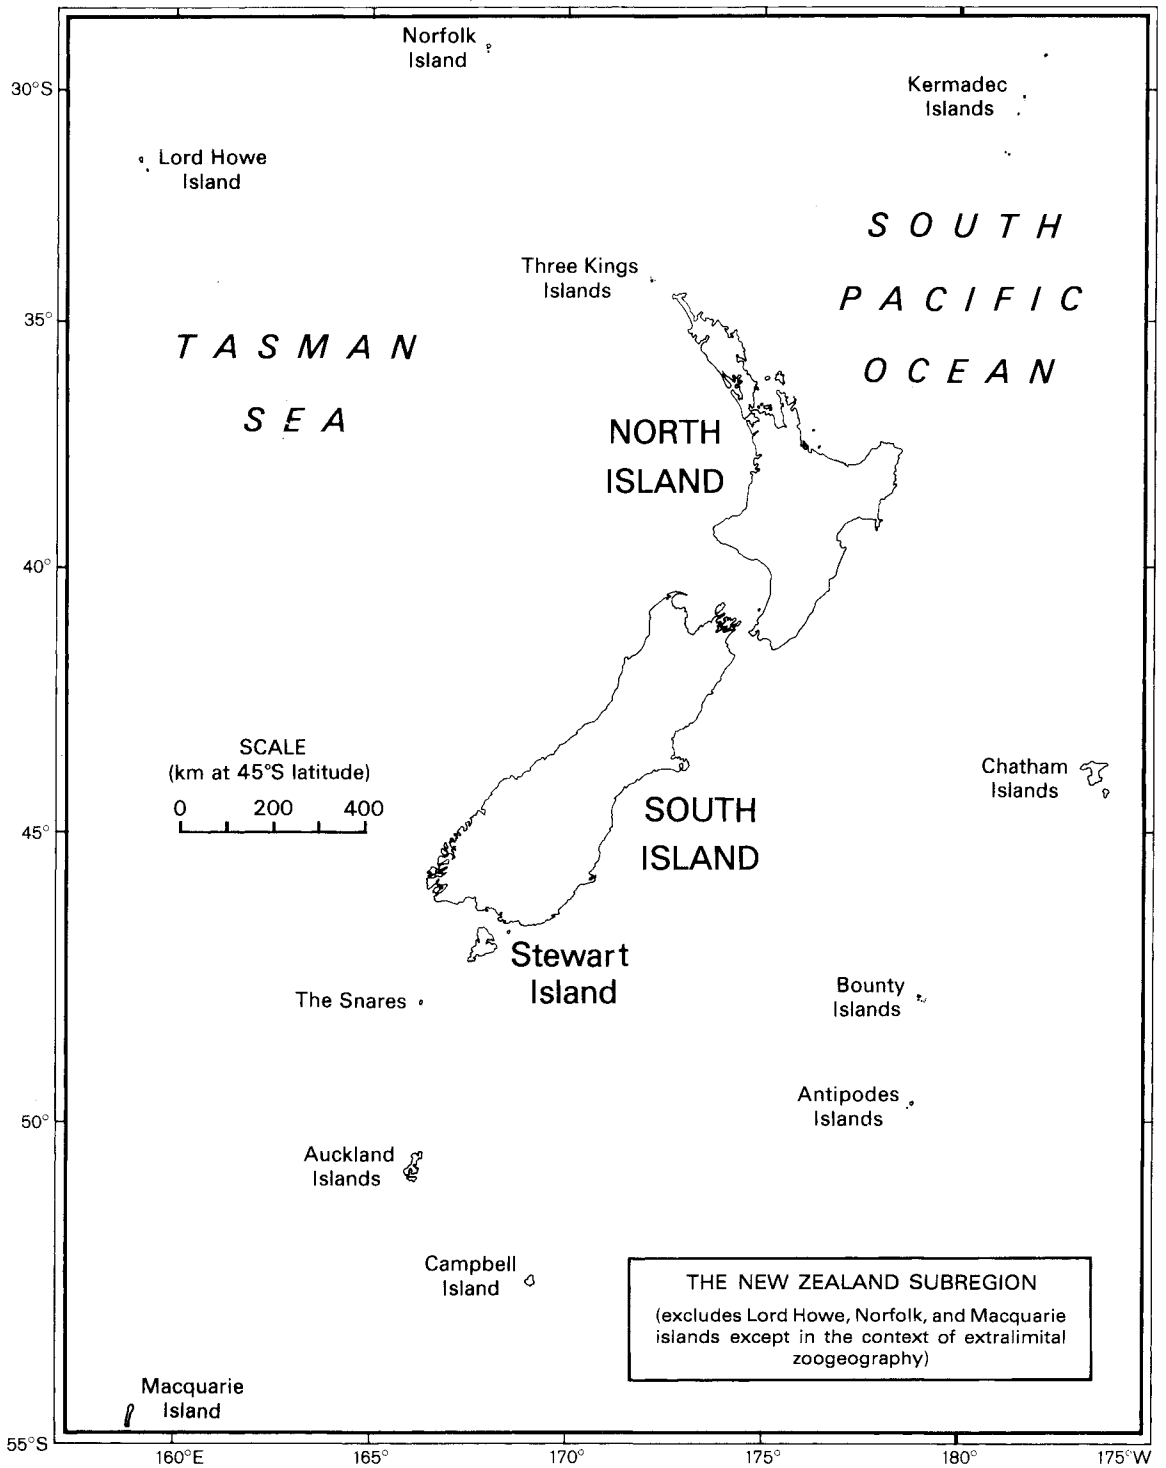 Norfolk
Island
30°S
Kermadec
Islands
Lord Howe
Island
SOUTH
PACIFIC
OCEAN
Three Kings
Islands
35°
TASMAN
SEA
NORTH
ISLAND
40°
SCALE
(km at 45°S latitude)
0 200 400
Chatham
Islands
45°
SOUTH
ISLAND
Stewart
Island
The Snares
Bounty
Islands
Antipodes
Islands
50°
Auckland
Islands
Campbell
Island
THE NEW ZEALAND SUBREGION
(excludes Lord Howe, Norfolk, and Macquarie
islands except in the context of extralimital
zoogeography)
Macquarie
Island
55°S
160°E 165° 170° 175° 180° 175°W